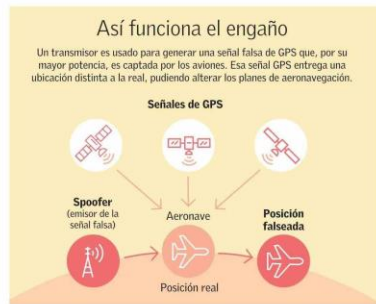 Así funciona el engaño
Un transmisor es usado para generar una señal falsa de GPS que, por su
mayor potencia, es captada por los aviones. Esa señal GPS entrega una
ubicación distinta a la real, pudiendo alterar los planes de aeronavegación.
Señales de GPS
Spoofer
(emisor de la
señal falsa)
Aeronave
Posición
falseada
Posición real